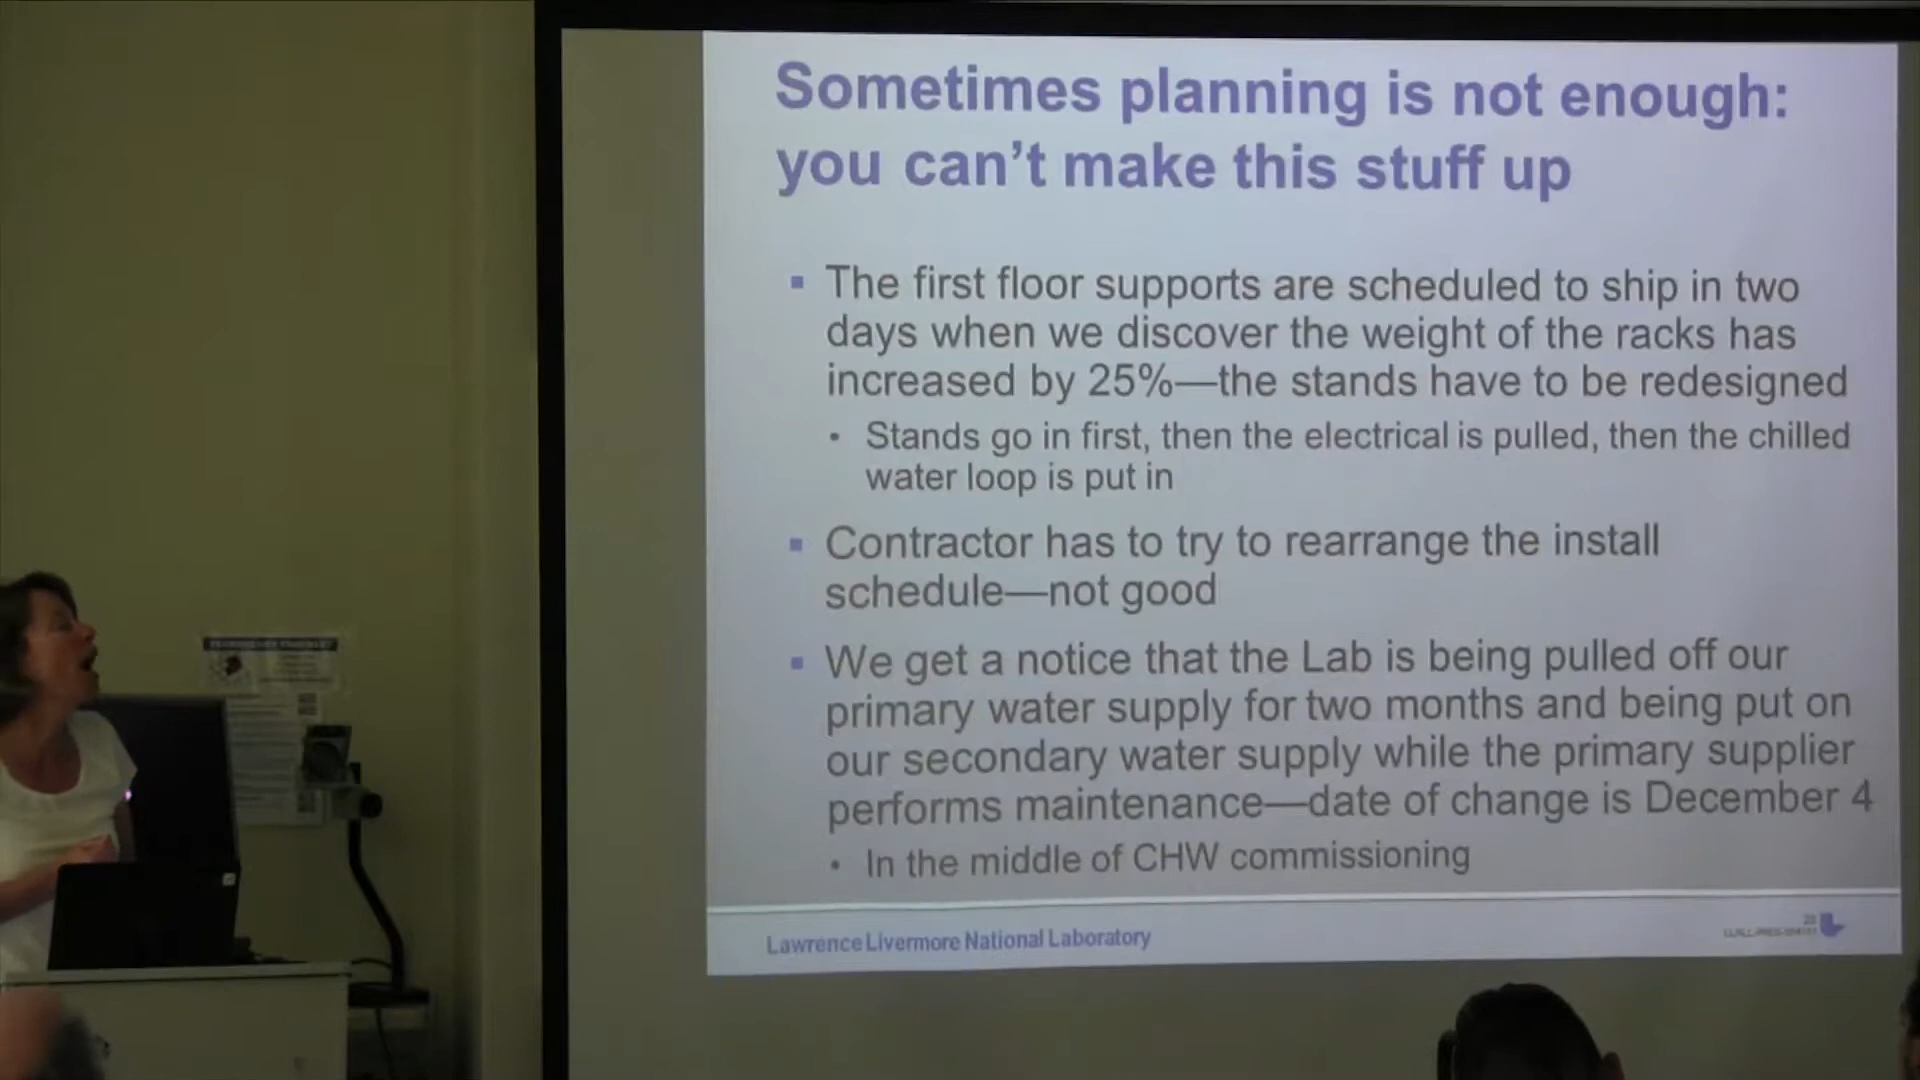 Sometimes planning is not enough:
you can’t make this stuff up
▪ The first floor supports are scheduled to ship in two
days when we discover the weight of the racks has
increased by 25%—the stands have to be redesigned
• Stands go in first, then the electrical is pulled, then the chilled
water loop is put in
▪ Contractor has to try to rearrange the install
schedule—not good
▪ We get a notice that the Lab is being pulled off our
primary water supply for two months and being put on
our secondary water supply while the primary supplier
performs maintenance—date of change is December 4
• In the middle of CHW commissioning
Lawrence Livermore National Laboratory